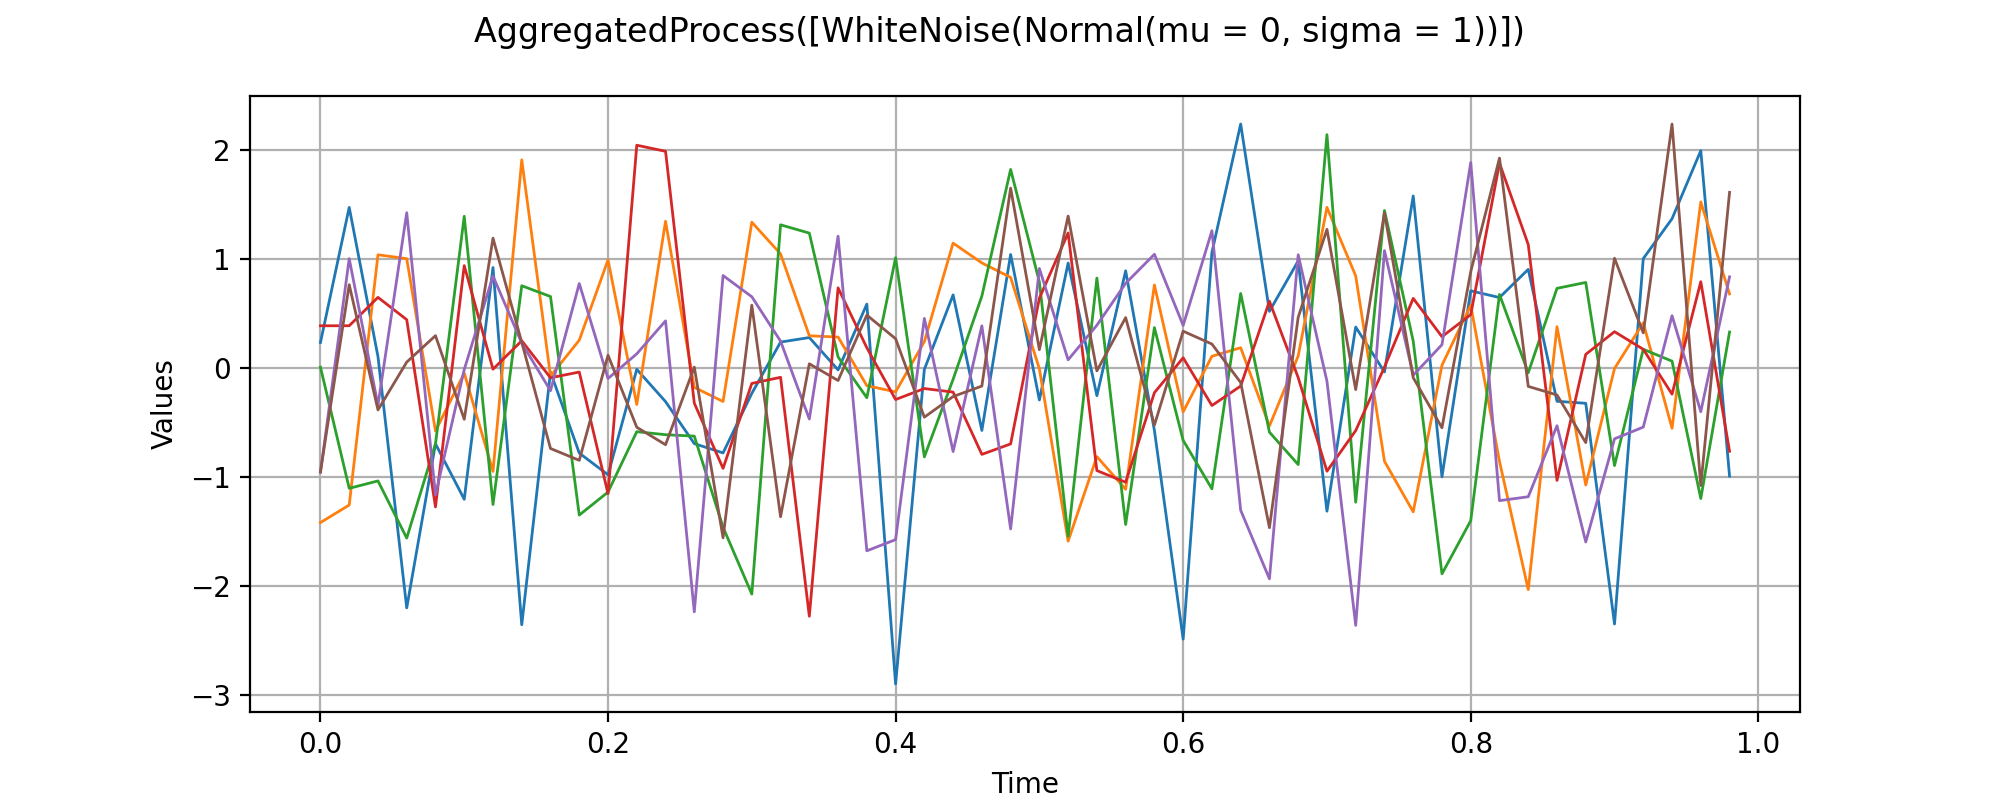 AggregatedProcess([WhiteNoise(Normal(mu = 0, sigma = 1))])
Values
2
1
0
−1
−2
−3
0.0 0.2 0.4 0.6 0.8 1.0
Time